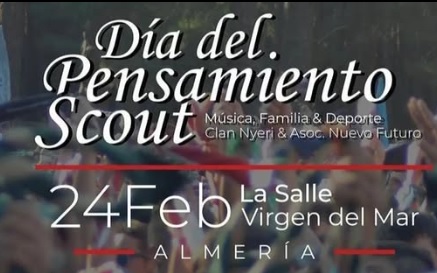 Día del
Pensamiento
Scout
Música, Familia & Deporte
Clan Nyeri & Asoc. Nuevo Futuro
24Feb
La Salle
Virgen del Mar
ALMERÍA